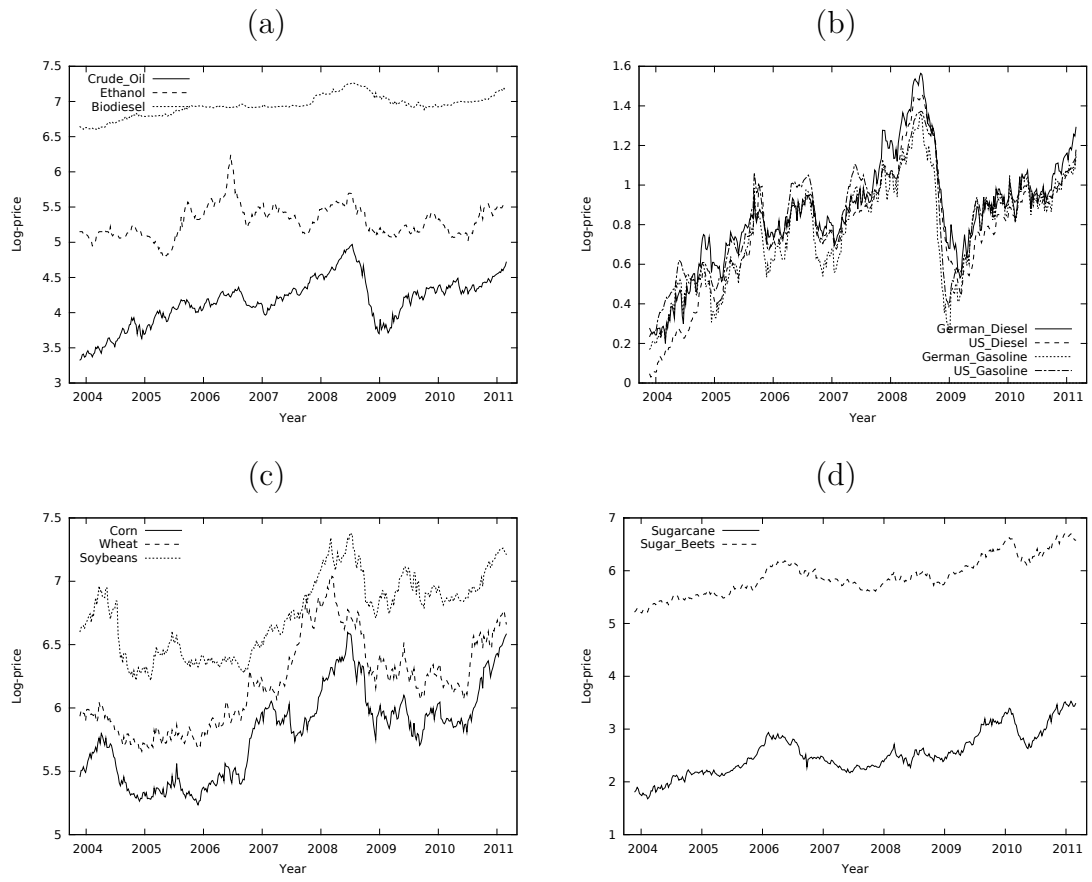 (a)
7.5
7
6.5
6
5.5
5
4.5
4
3.5
3
Log-price
Crude_Oil
Ethanol
Biodiesel
2004 2005 2006 2007 2008 2009 2010 2011
Year
(b)
1.6
1.4
1.2
1
0.8
0.6
0.4
0.2
0
Log-price
German_Diesel
US_Diesel
German_Gasoline
US_Gasoline
2004 2005 2006 2007 2008 2009 2010 2011
Year
(c)
7.5
7
6.5
6
5.5
5
Log-price
Corn
Wheat
Soybeans
2004 2005 2006 2007 2008 2009 2010 2011
Year
(d)
7
6
5
4
3
2
1
Log-price
Sugarcane
Sugar_Beets
2004 2005 2006 2007 2008 2009 2010 2011
Year